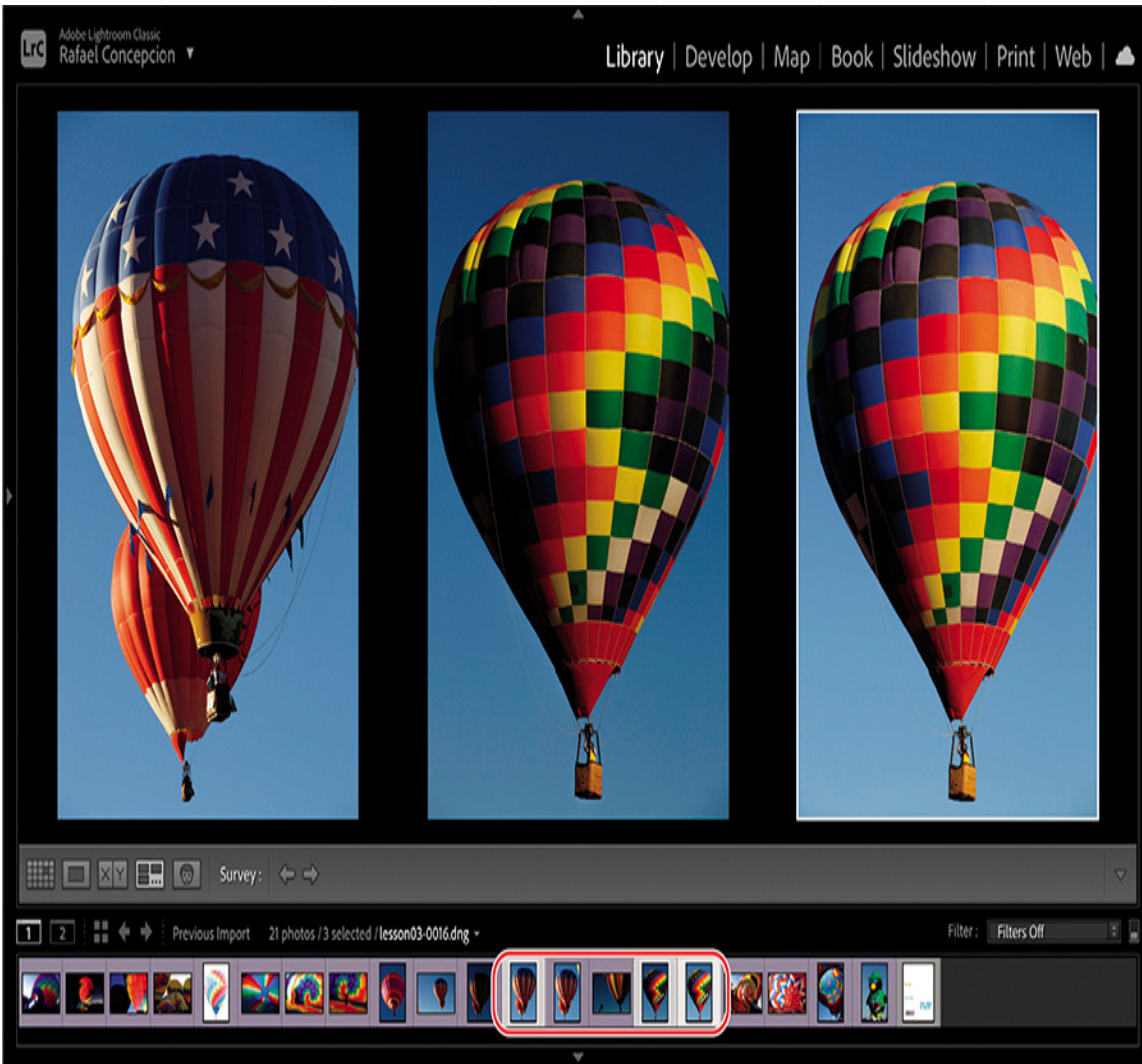 LrC
Adobe Lightroom Classic
Rafael Concepcion
Library | Develop | Map | Book | Slideshow | Print | Web |
XY
Survey :
1 2 Previous Import 21 photos / 3 selected / lesson03-0016.dng
Filter : Filters Off